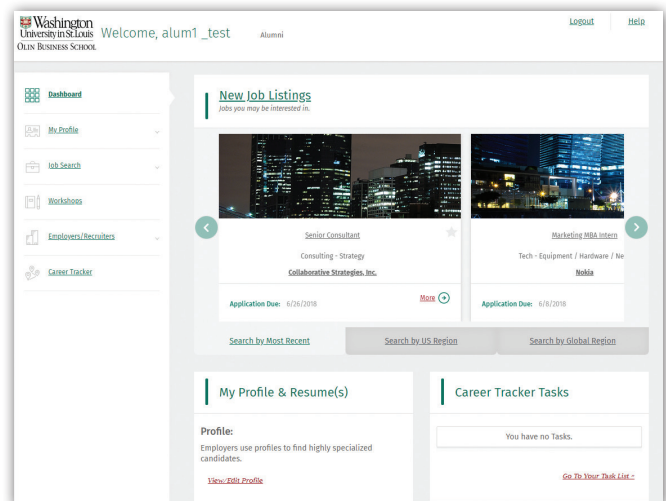 Washington
University in St. Louis
OLIN BUSINESS SCHOOL
Welcome, alum1 _test
Alumni
Logout
Help
Dashboard
My Profile
Job Search
Workshops
Employers/Recruiters
Career Tracker
New Job Listings
Jobs you may be interested in.
Senior Consultant
Consulting - Strategy
Collaborative Strategies, Inc.
Application Due: 6/26/2018
More
Marketing MBA Intern
Tech - Equipment / Hardware / Ne
Nokia
Application Due: 6/8/2018
Search by Most Recent
Search by US Region
Search by Global Region
My Profile & Resume(s)
Profile:
Employers use profiles to find highly specialized
candidates.
View/Edit Profile
Career Tracker Tasks
You have no Tasks.
Go To Your Task List -